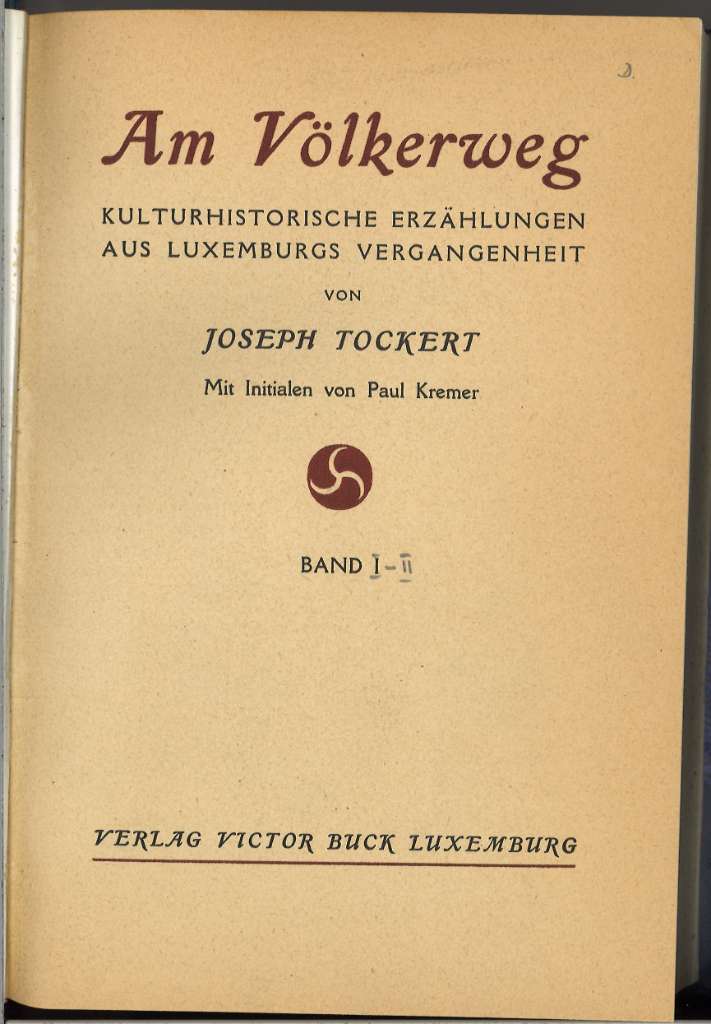 D.
Am Völkerweg
KULTURHISTORISCHE ERZÄHLUNGEN
AUS LUXEMBURGS VERGANGENHEIT
VON
JOSEPH TOCKERT
Mit Initialen von Paul Kremer
BAND I-II
VERLAG VICTOR BUCK LUXEMBURG